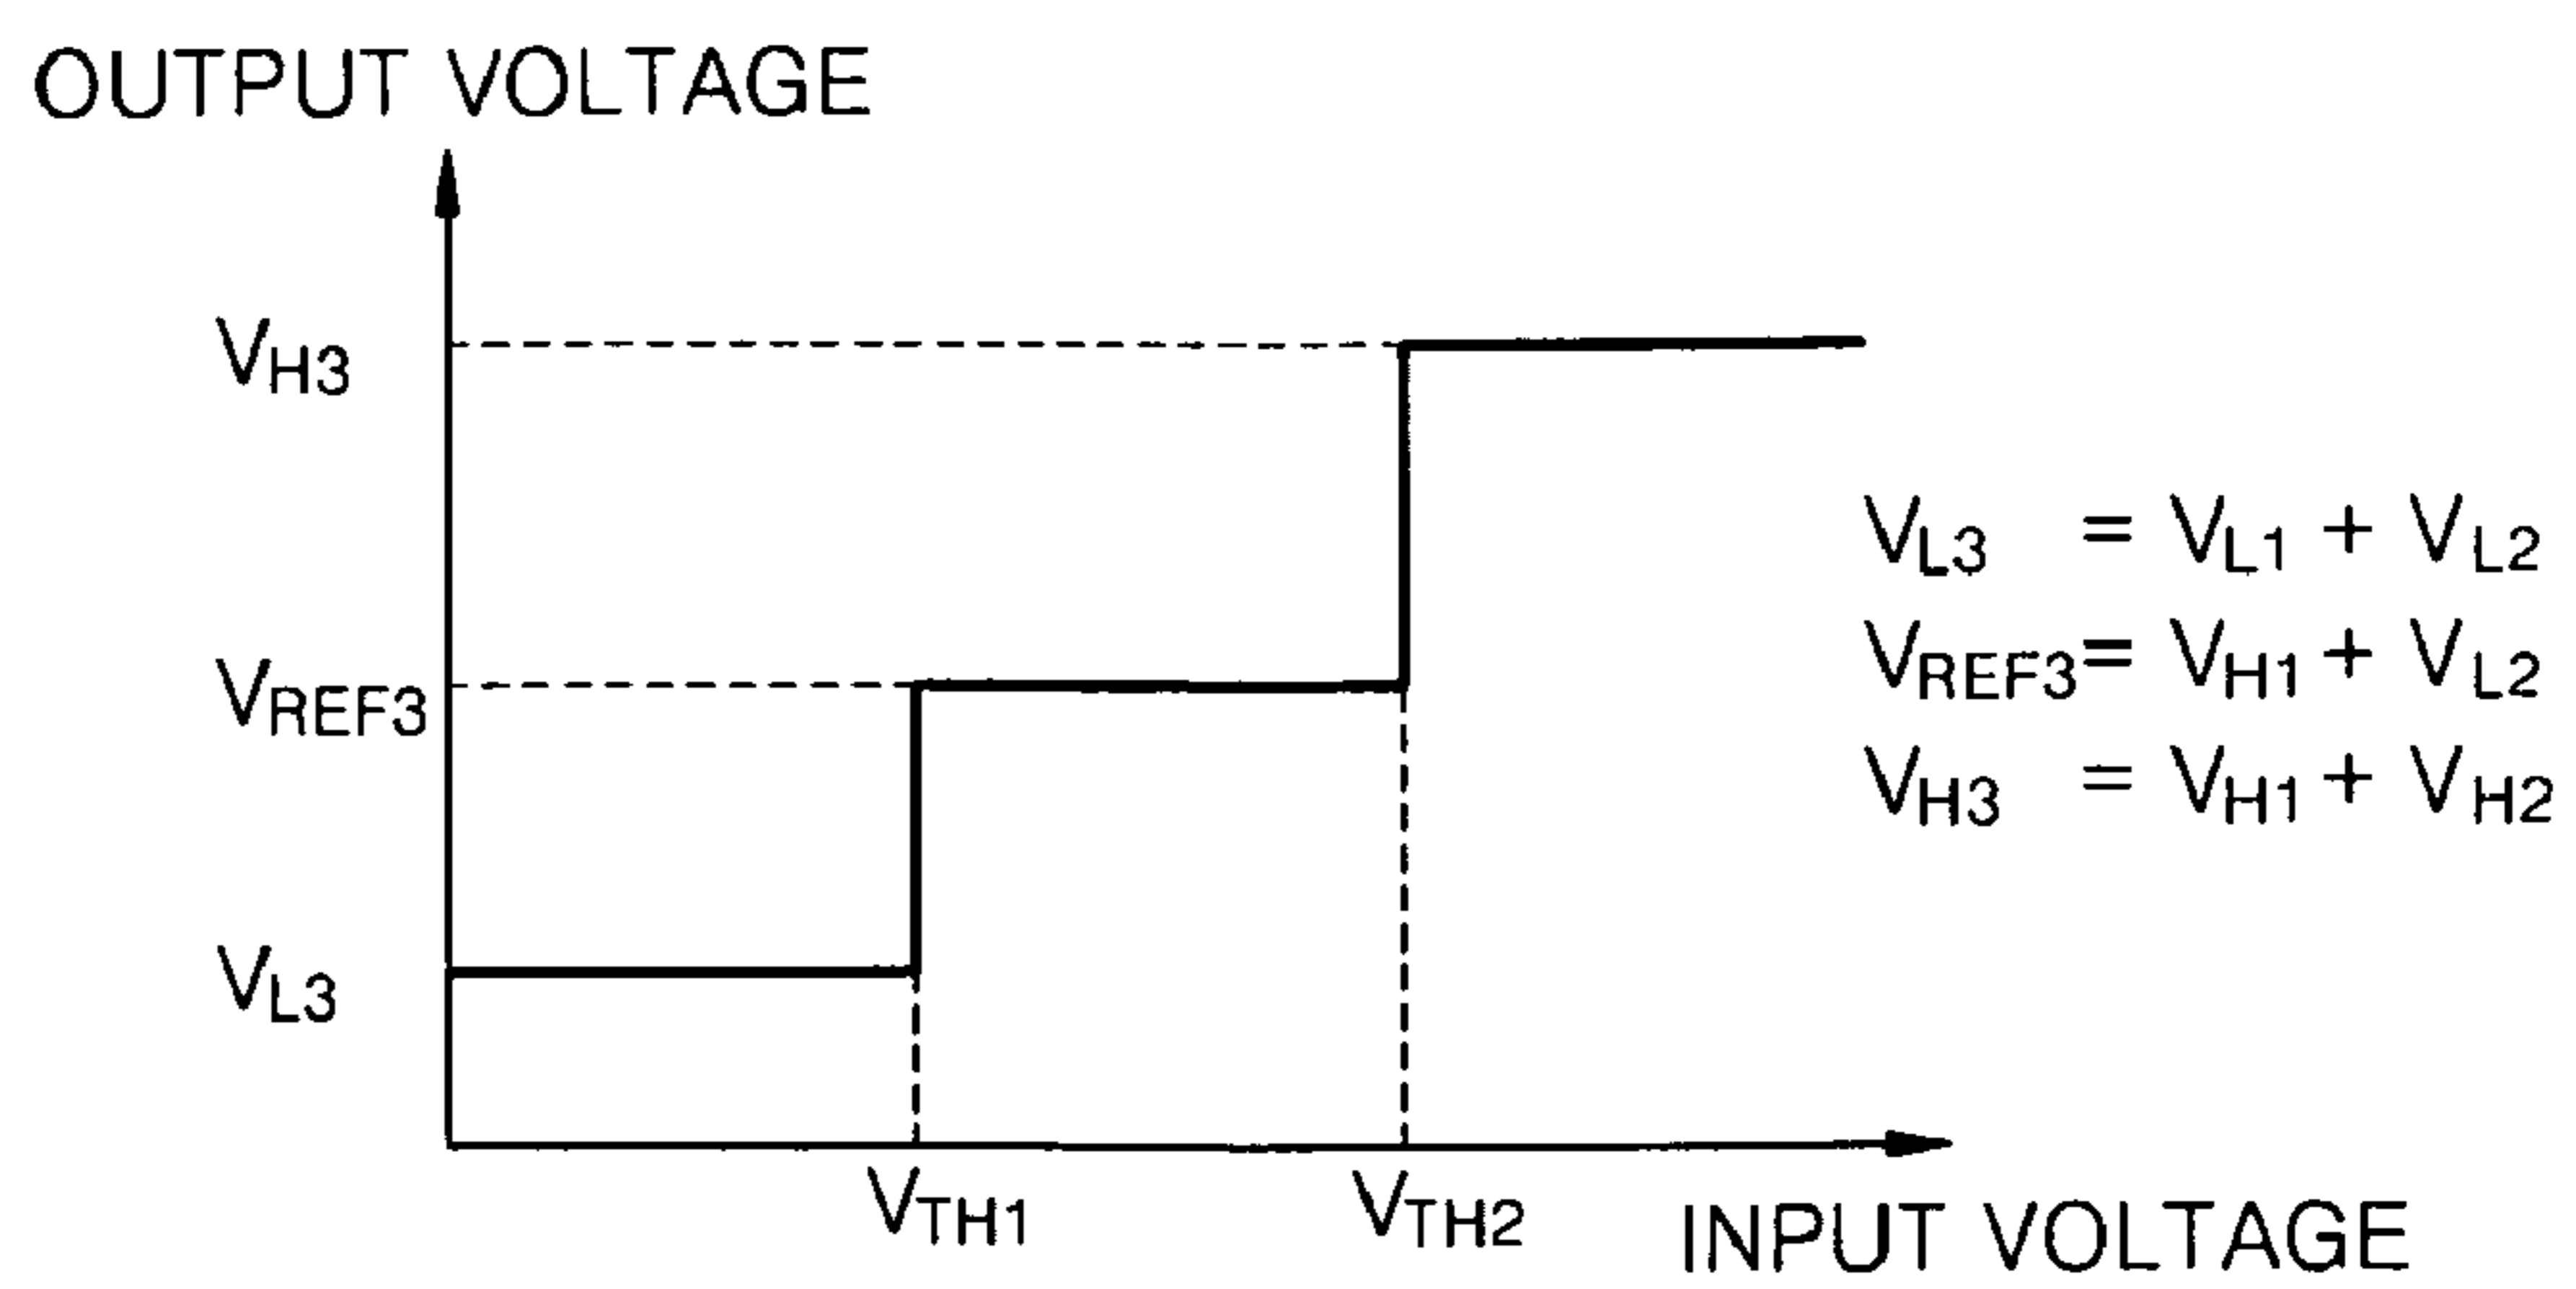 OUTPUT VOLTAGE
VH3
VREF3
VL3
VL3 = VL1 + VL2
VREF3 = VH1 + VL2
VH3 = VH1 + VH2
VTH1
VTH2
INPUT VOLTAGE